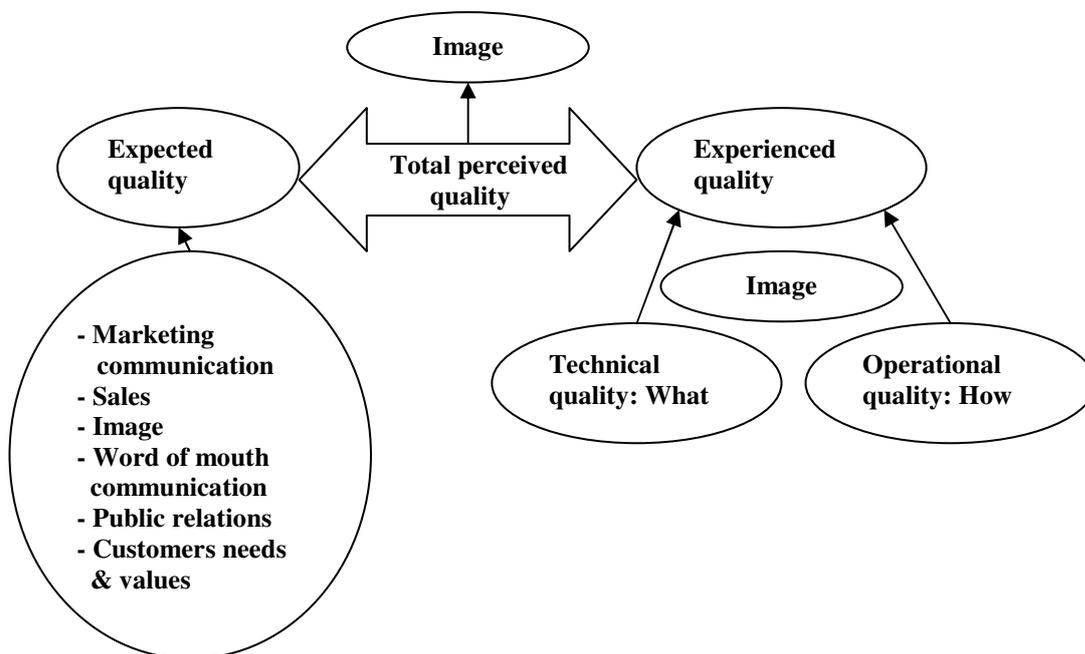 Image
Expected
quality
Total perceived
quality
Experienced
quality
Image
- Marketing
communication
- Sales
- Image
- Word of mouth
communication
- Public relations
- Customers needs
& values
Technical
quality: What
Operational
quality: How